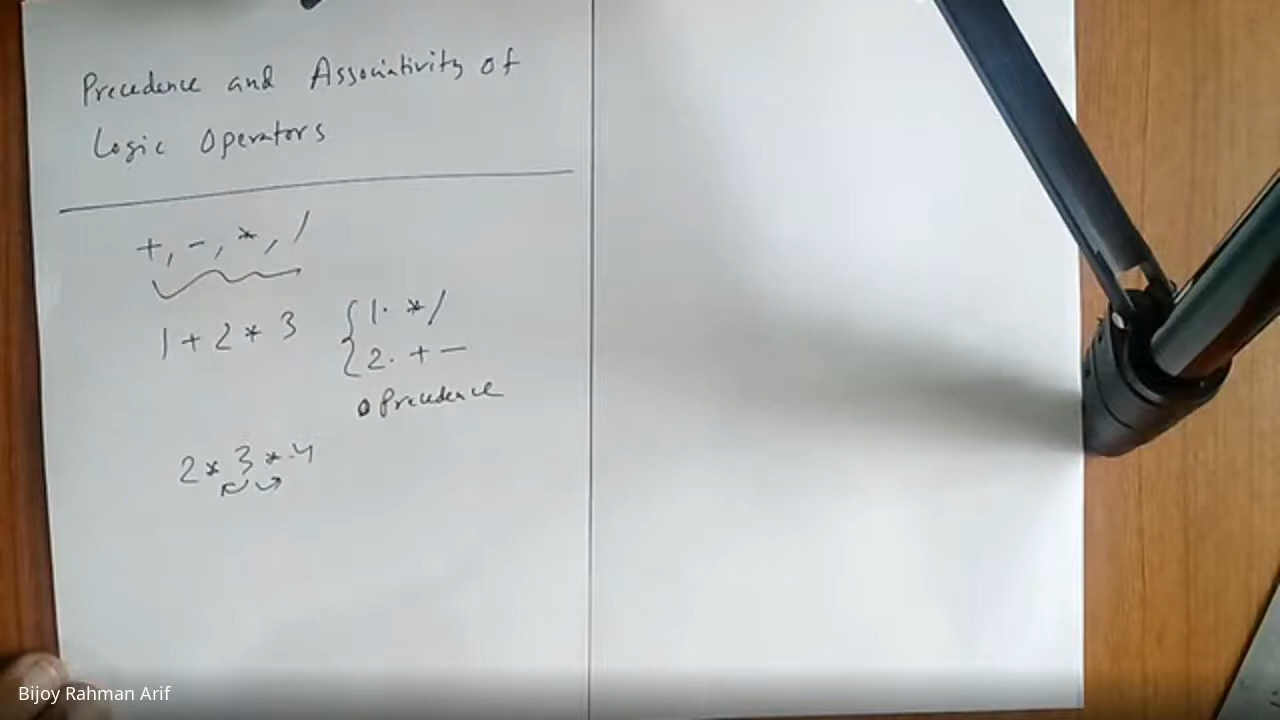 Precedence and Associativity of
Logic Operators
+, -, *, /
1 + 2 * 3
1. * /
2. + -
Precedence
2 * 3 * 4
Bijoy Rahman Arif